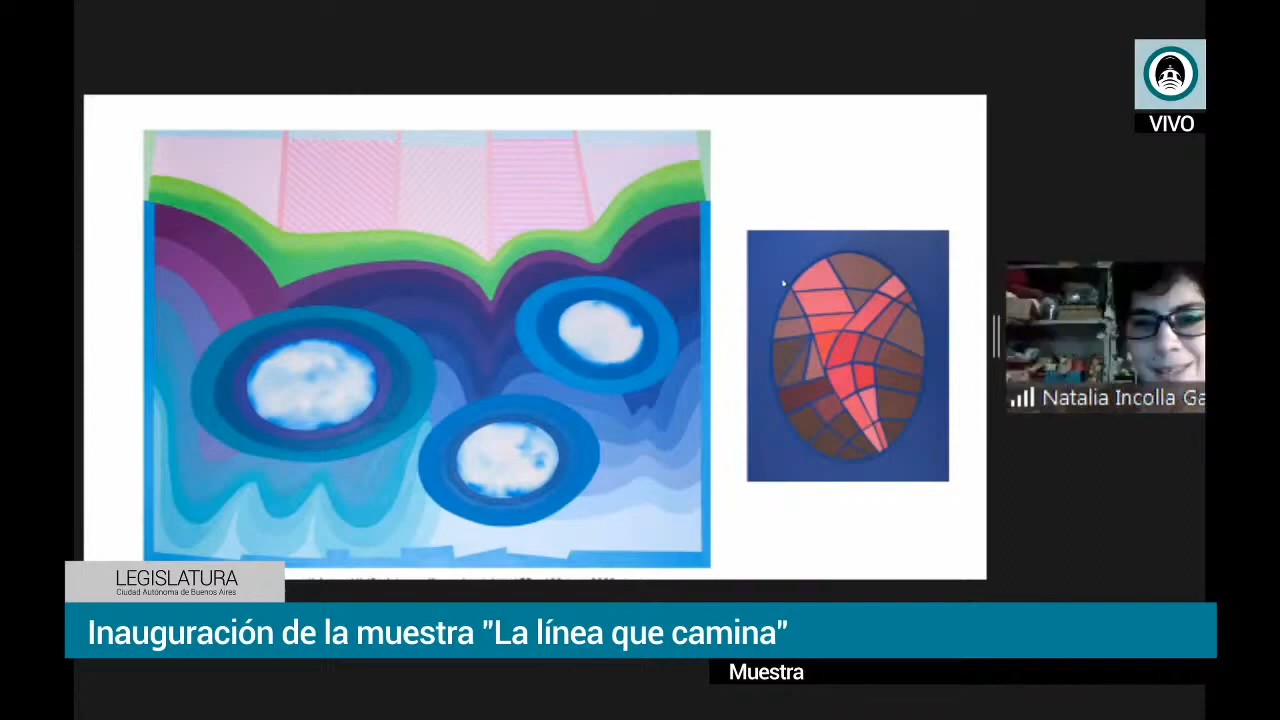 VIVO
Natalia Incolla Ga
LEGISLATURA
Ciudad Autónoma de Buenos Aires
Inauguración de la muestra "La línea que camina"
Muestra